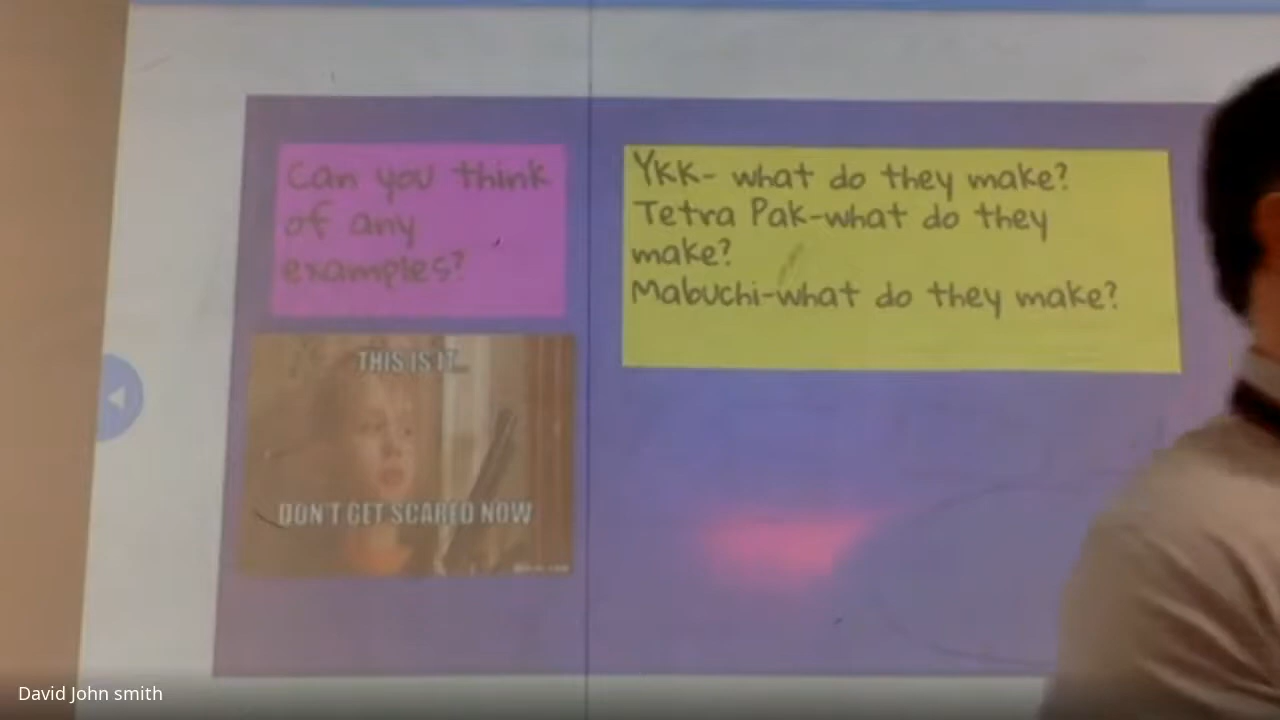 Can you think
of any
examples?
YKK- what do they make?
Tetra Pak-what do they
make?
Mabuchi-what do they make?
THIS IS IT...
DON'T GET SCARED NOW
David John smith